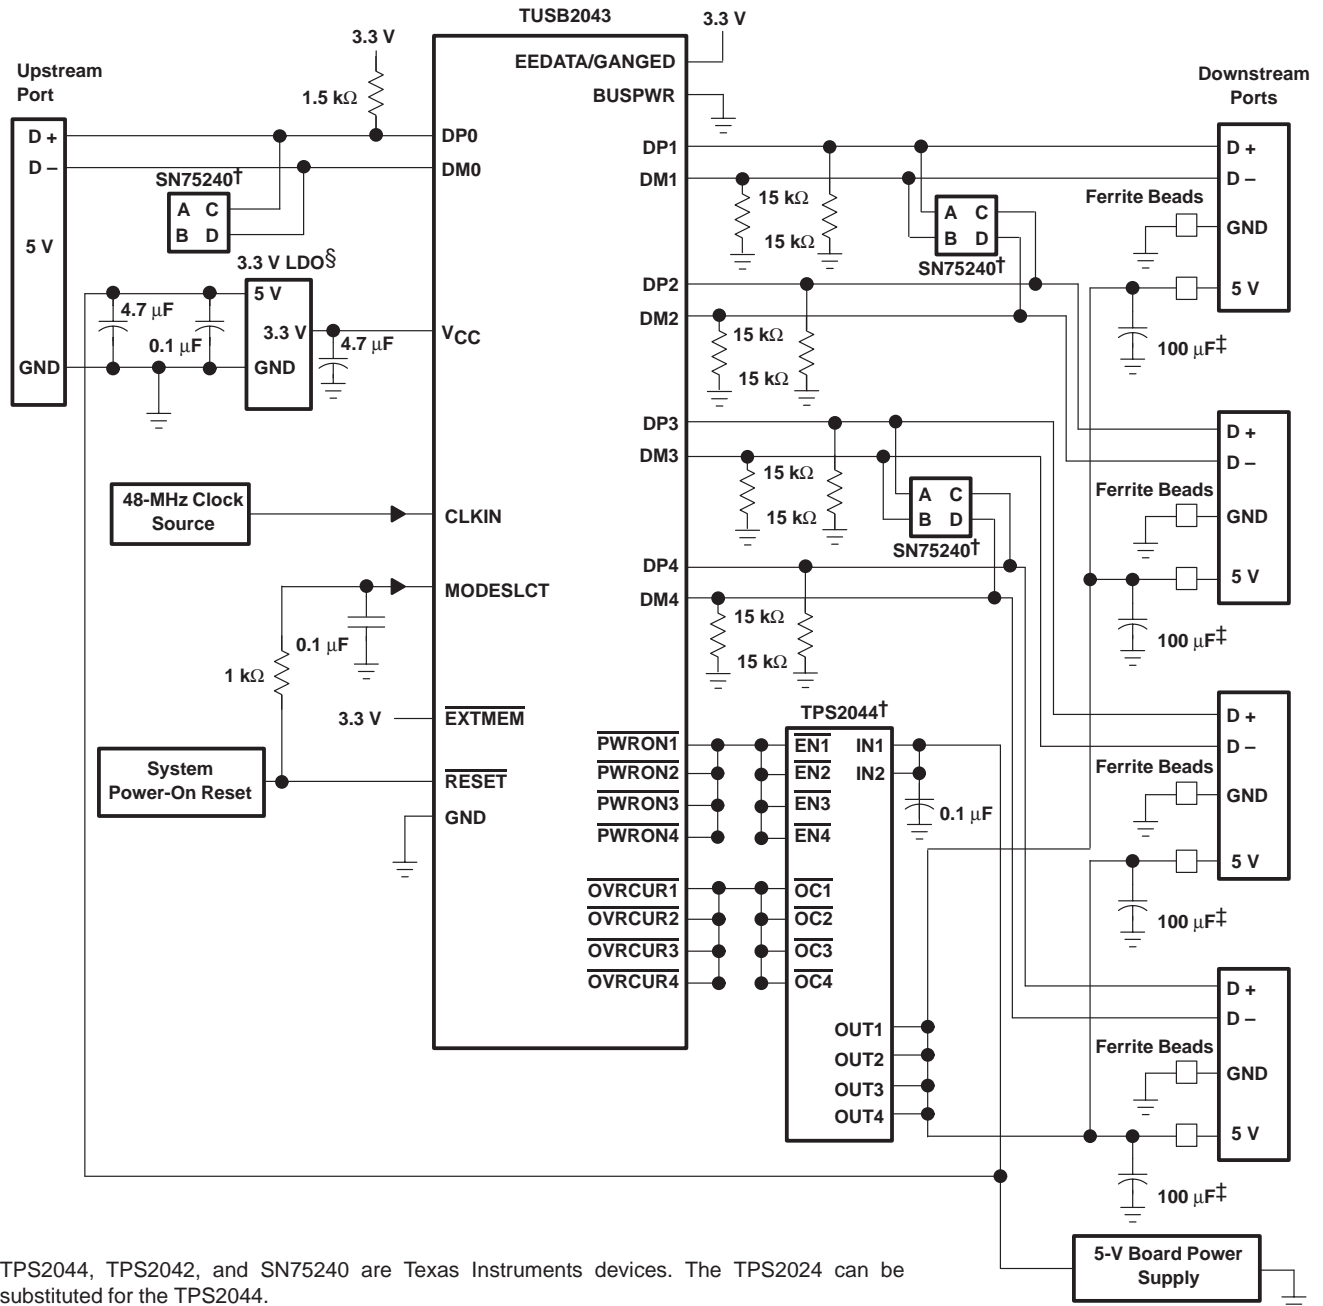 TUSB2043
3.3 V
3.3 V
EEDATA/GANGED
BUSPWR
Upstream
Port
1.5 kΩ
Downstream
Ports
D +
D –
5 V
GND
DP0
DM0
SN75240†
A C
B D
3.3 V LDO§
5 V
3.3 V
GND
4.7 μF
0.1 μF
4.7 μF
VCC
DP1
DM1
15 kΩ
15 kΩ
A C
B D
SN75240†
DP2
DM2
15 kΩ
15 kΩ
DP3
DM3
15 kΩ
15 kΩ
A C
B D
SN75240†
DP4
DM4
15 kΩ
15 kΩ
D +
D –
Ferrite Beads
GND
5 V
100 μF‡
D +
D –
Ferrite Beads
GND
5 V
100 μF‡
D +
D –
Ferrite Beads
GND
5 V
100 μF‡
D +
D –
Ferrite Beads
GND
5 V
100 μF‡
48-MHz Clock
Source
CLKIN
MODESLCT
0.1 μF
1 kΩ
3.3 V
EXTMEM
System
Power-On Reset
RESET
GND
PWRON1
PWRON2
PWRON3
PWRON4
OVRCUR1
OVRCUR2
OVRCUR3
OVRCUR4
TPS2044†
EN1 IN1
EN2 IN2
EN3
EN4
0.1 μF
OC1
OC2
OC3
OC4
OUT1
OUT2
OUT3
OUT4
5-V Board Power
Supply
TPS2044, TPS2042, and SN75240 are Texas Instruments devices. The TPS2024 can be
substituted for the TPS2044.